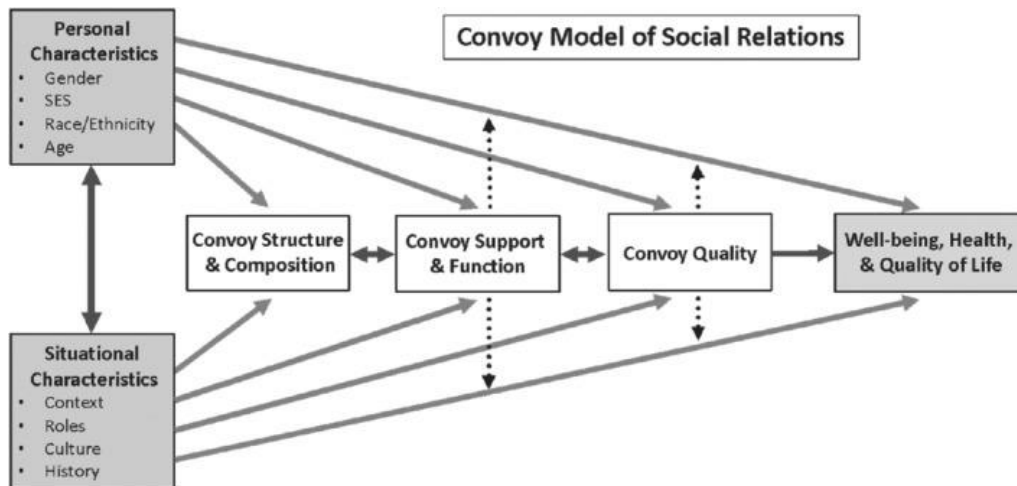 Convoy Model of Social Relations
Personal
Characteristics
• Gender
• SES
• Race/Ethnicity
• Age
Convoy Structure
& Composition
Convoy Support
& Function
Convoy Quality
Well-being, Health,
& Quality of Life
Situational
Characteristics
• Context
• Roles
• Culture
• History